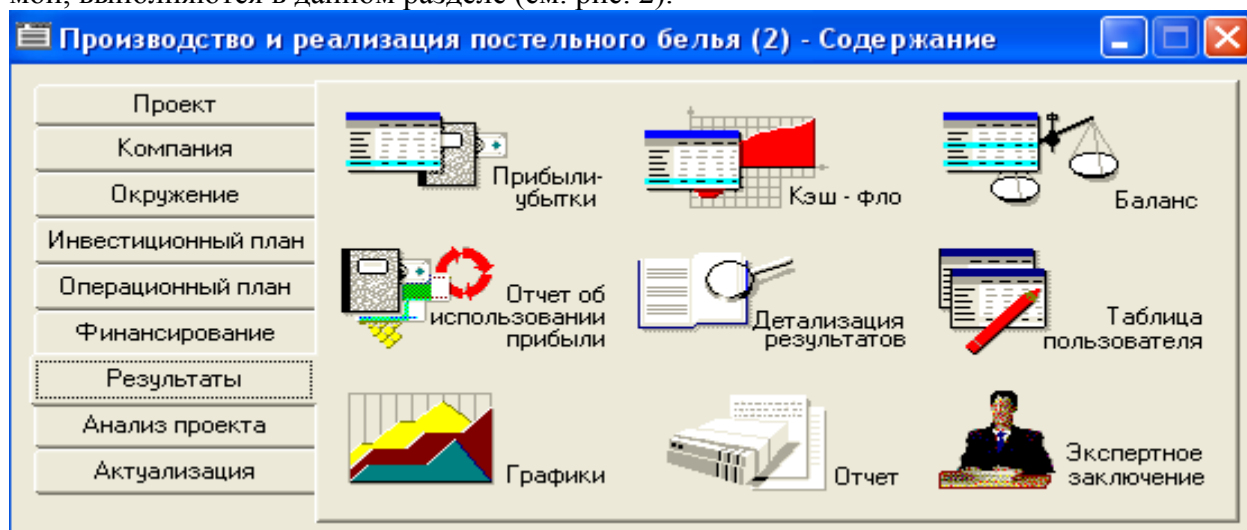 мой, выполняются в данном разделе (см. рис. 2).
Производство и реализация постельного белья (2) - Содержание
Проект
Компания
Окружение
Инвестиционный план
Операционный план
Финансирование
Результаты
Анализ проекта
Актуализация
Прибыли-
убытки
Кэш - фло
Баланс
Отчет об
использовании
прибыли
Детализация
результатов
Таблица
пользователя
Графики
Отчет
Экспертное
заключение